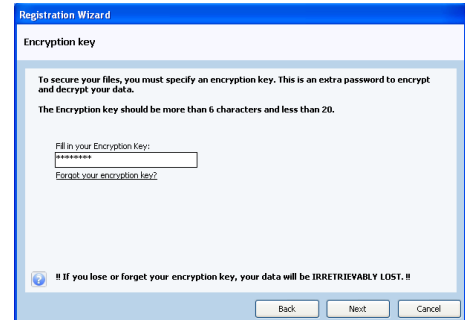 Registration Wizard
Encryption key
To secure your files, you must specify an encryption key. This is an extra password to encrypt
and decrypt your data.
The Encryption key should be more than 6 characters and less than 20.
Fill in your Encryption Key:
********
Forgot your encryption key?
!! If you lose or forget your encryption key, your data will be IRRETRIEVABLY LOST. !!
Back Next Cancel